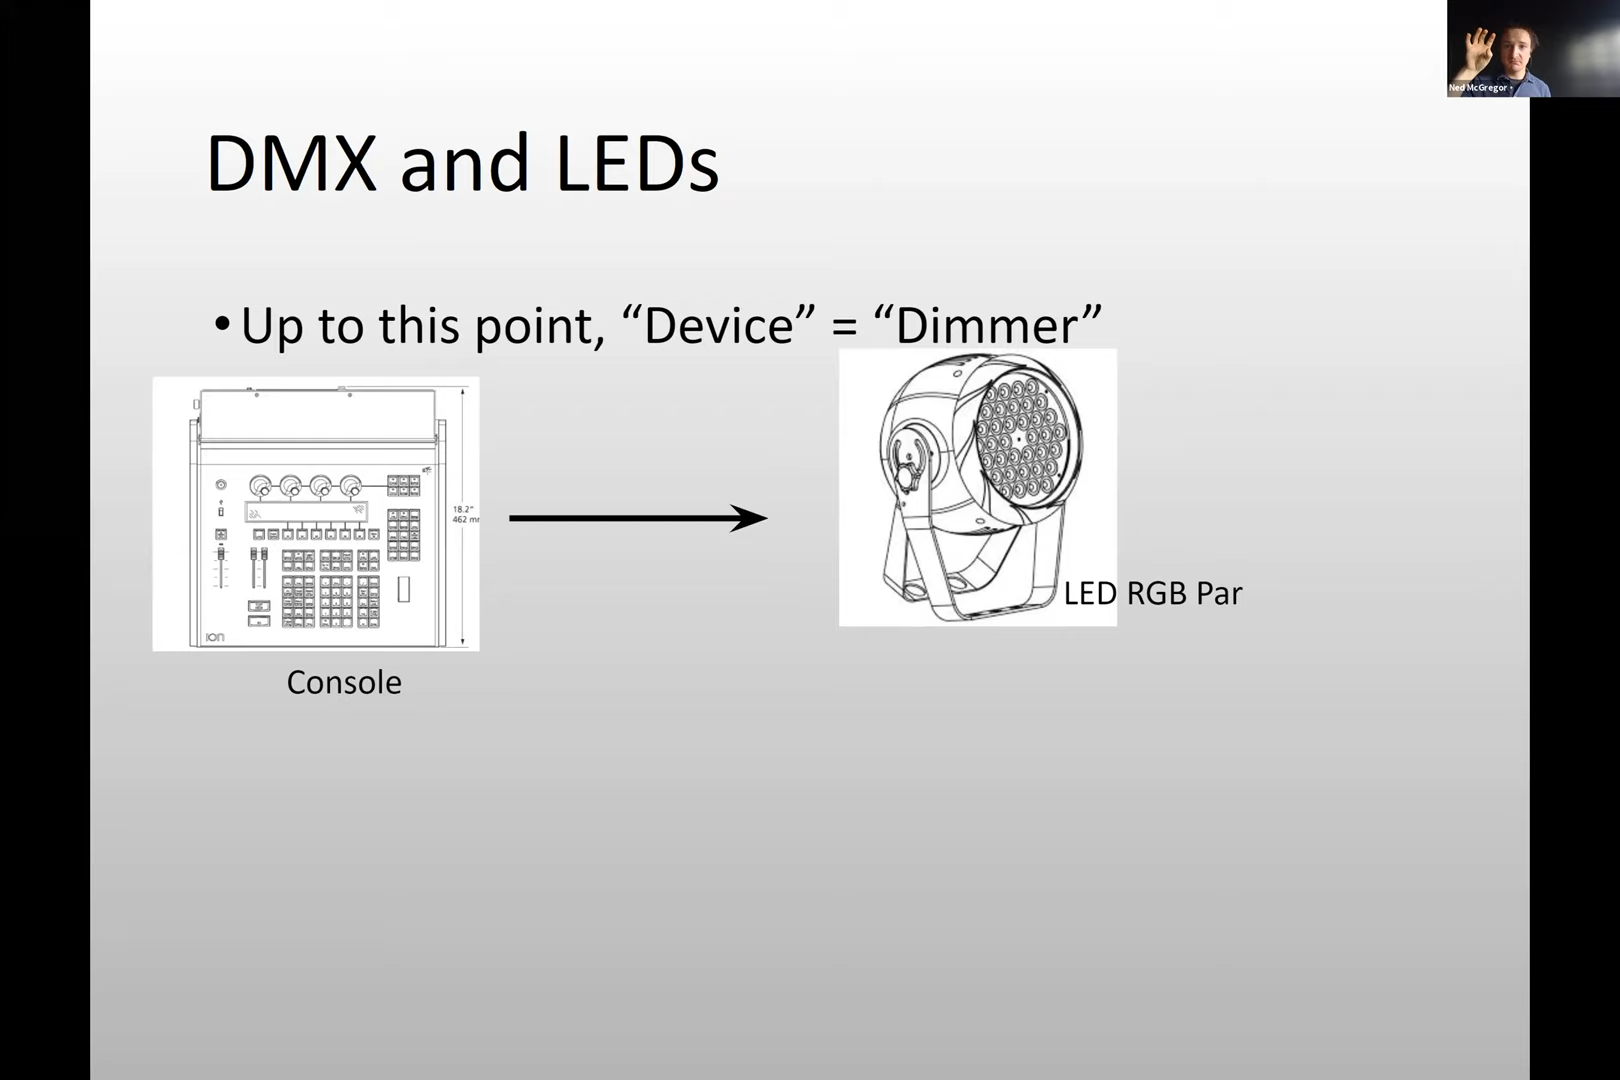 Ned McGregor
DMX and LEDs
•Up to this point, “Device” = “Dimmer”
18.2"
462 m
ion
LED RGB Par
Console